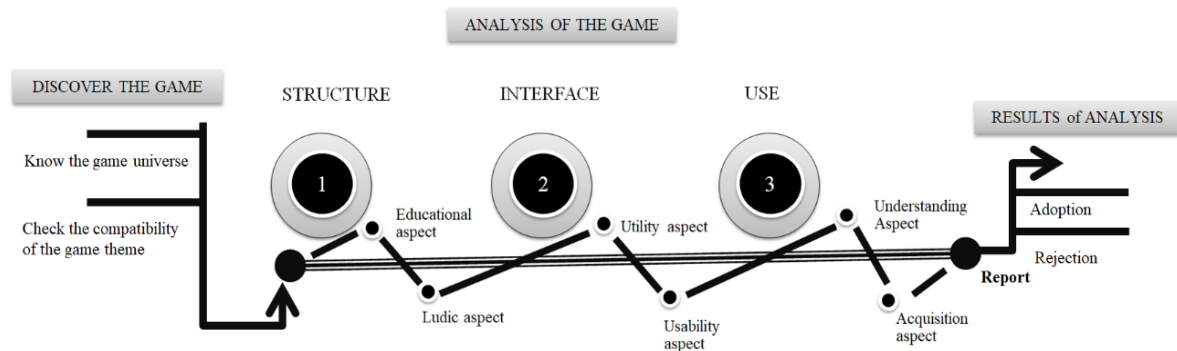 ANALYSIS OF THE GAME
DISCOVER THE GAME
Know the game universe
Check the compatibility
of the game theme
STRUCTURE
1
Educational
aspect
Ludic aspect
INTERFACE
2
Utility aspect
Usability
aspect
USE
3
Understanding
Aspect
Acquisition
aspect
Report
RESULTS of ANALYSIS
Adoption
Rejection